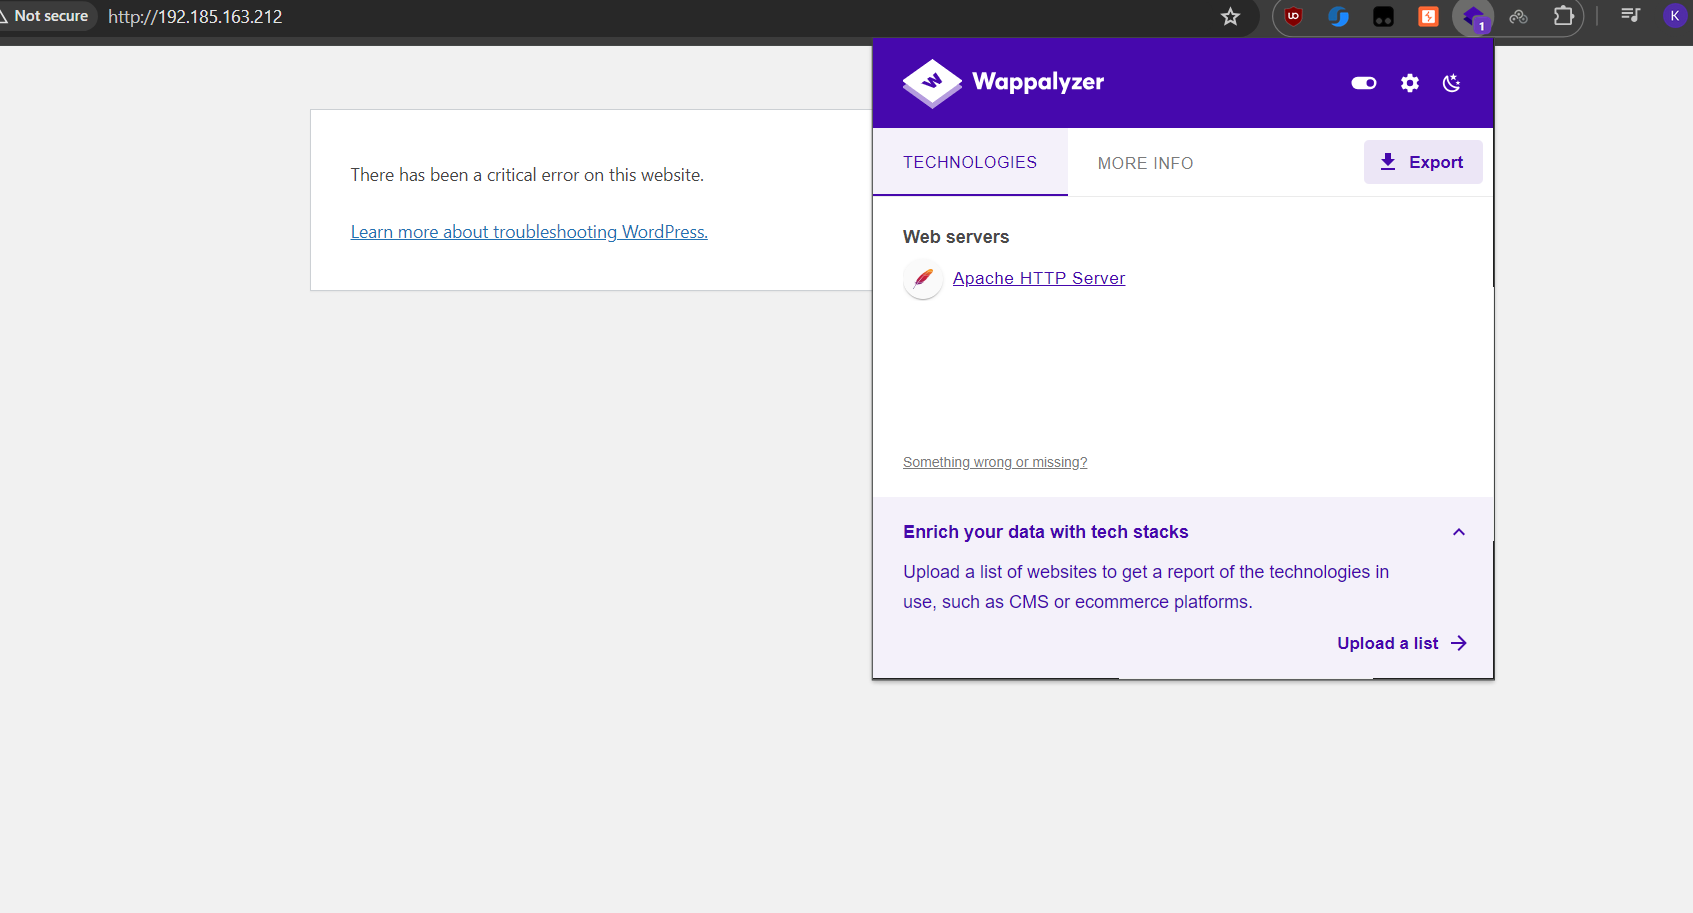 Not secure http://192.185.163.212
1
K
W Wappalyzer
TECHNOLOGIES MORE INFO Export
There has been a critical error on this website.
Learn more about troubleshooting WordPress.
Web servers
Apache HTTP Server
Something wrong or missing?
Enrich your data with tech stacks
Upload a list of websites to get a report of the technologies in
use, such as CMS or ecommerce platforms.
Upload a list